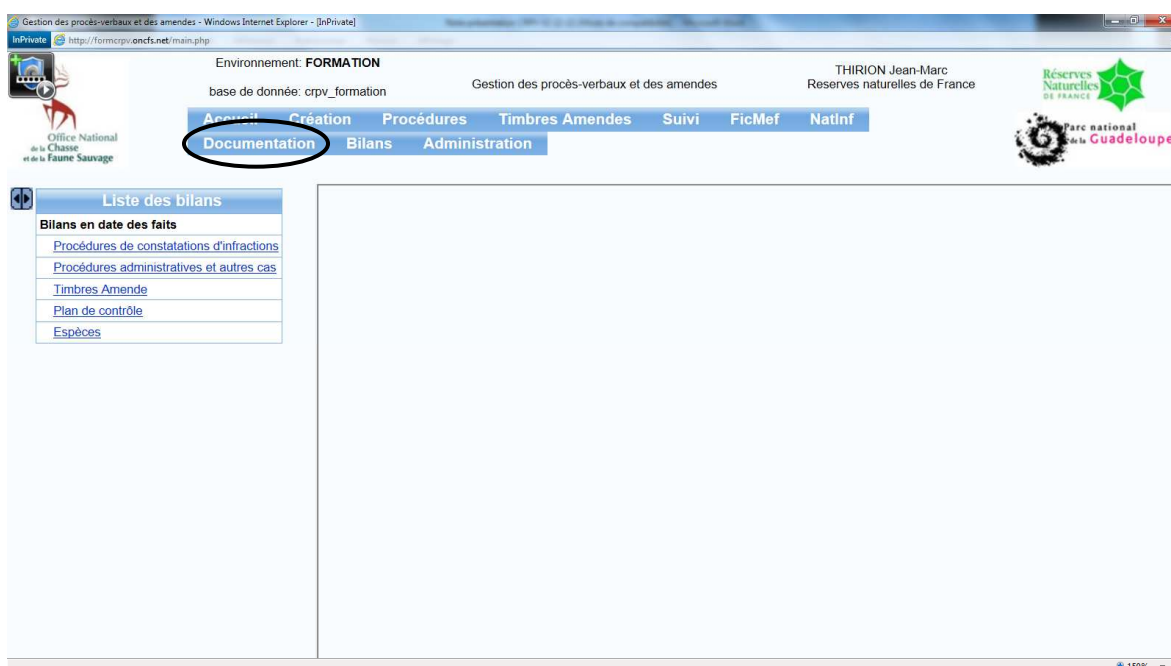 Gestion des procès-verbaux et des amendes - Windows Internet Explorer - [InPrivate]
InPrivate http://formcrpv.oncfs.net/main.php
Environnement: FORMATION
base de donnée: crpv_formation
Gestion des procès-verbaux et des amendes
THIRION Jean-Marc
Reserves naturelles de France
Réserves
Naturelles
DE FRANCE
Office National
de la Chasse
et de la Faune Sauvage
Accueil Création Procédures Timbres Amendes Suivi FicMef NatInf
Documentation Bilans Administration
Parc national
de la Guadeloupe
Liste des bilans
Bilans en date des faits
Procédures de constatations d'infractions
Procédures administratives et autres cas
Timbres Amende
Plan de contrôle
Espèces
150%